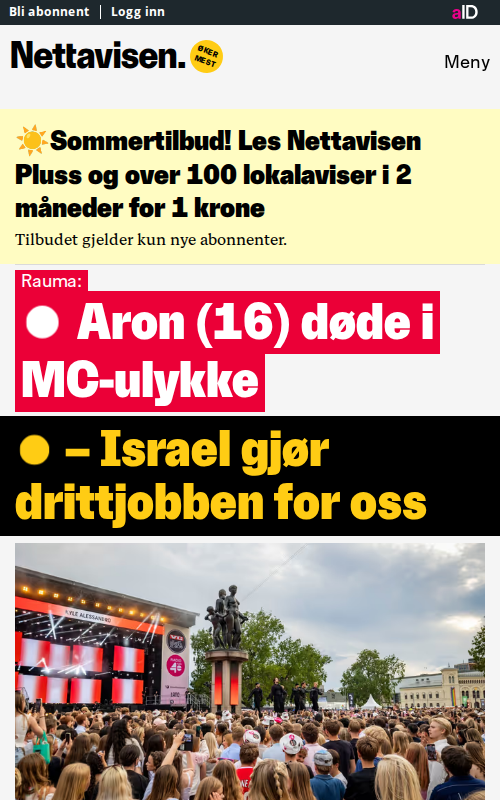 Bli abonnent | Logg inn
aID
Nettavisen.
ØKER
MEST
Meny
Sommertilbud! Les Nettavisen
Pluss og over 100 lokalaviser i 2
måneder for 1 krone
Tilbudet gjelder kun nye abonnenter.
Rauma:
Aron (16) døde i
MC-ulykke
– Israel gjør
drittjobben for oss
KYLE ALESSANDRO
VG